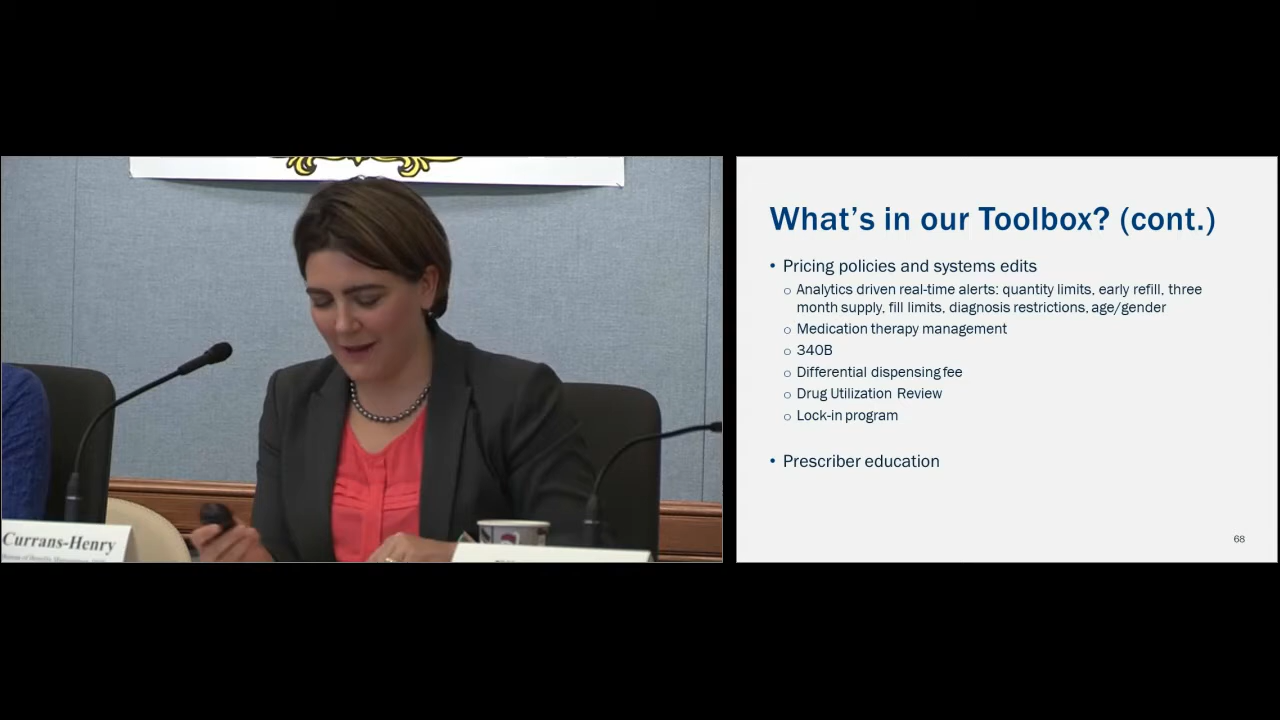 Currans-Henry
What's in our Toolbox? (cont.)
• Pricing policies and systems edits
o Analytics driven real-time alerts: quantity limits, early refill, three
month supply, fill limits, diagnosis restrictions, age/gender
o Medication therapy management
o 340B
o Differential dispensing fee
o Drug Utilization Review
o Lock-in program
• Prescriber education
68